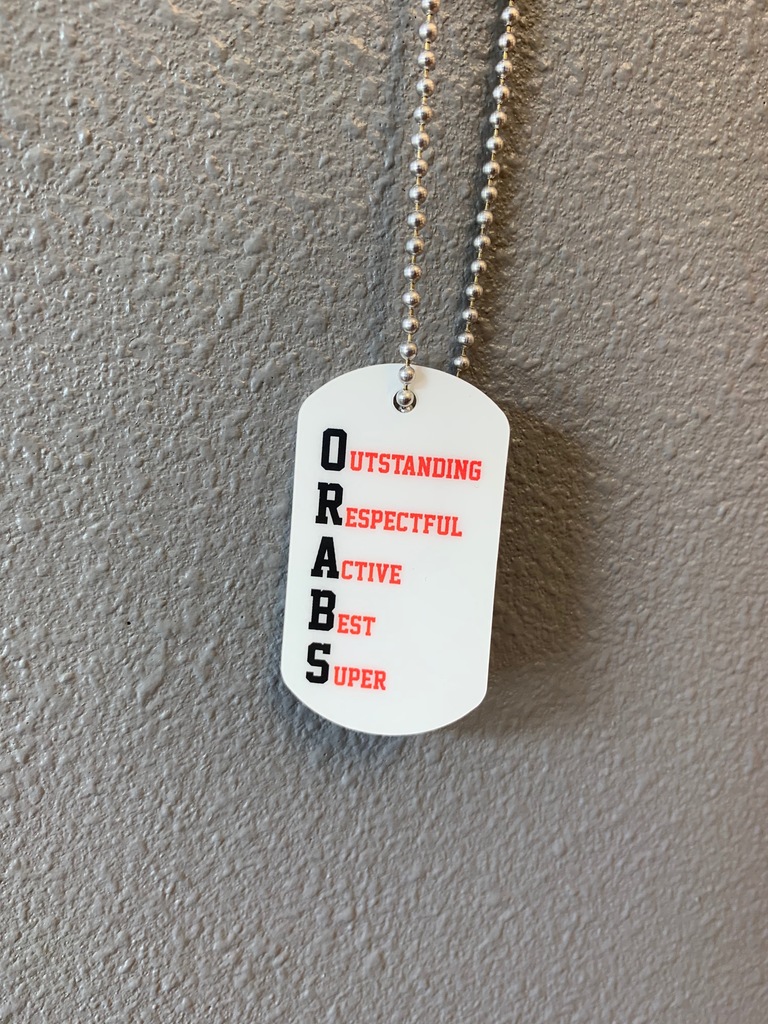 OUTSTANDING
RESPECTFUL
ACTIVE
BEST
SUPER